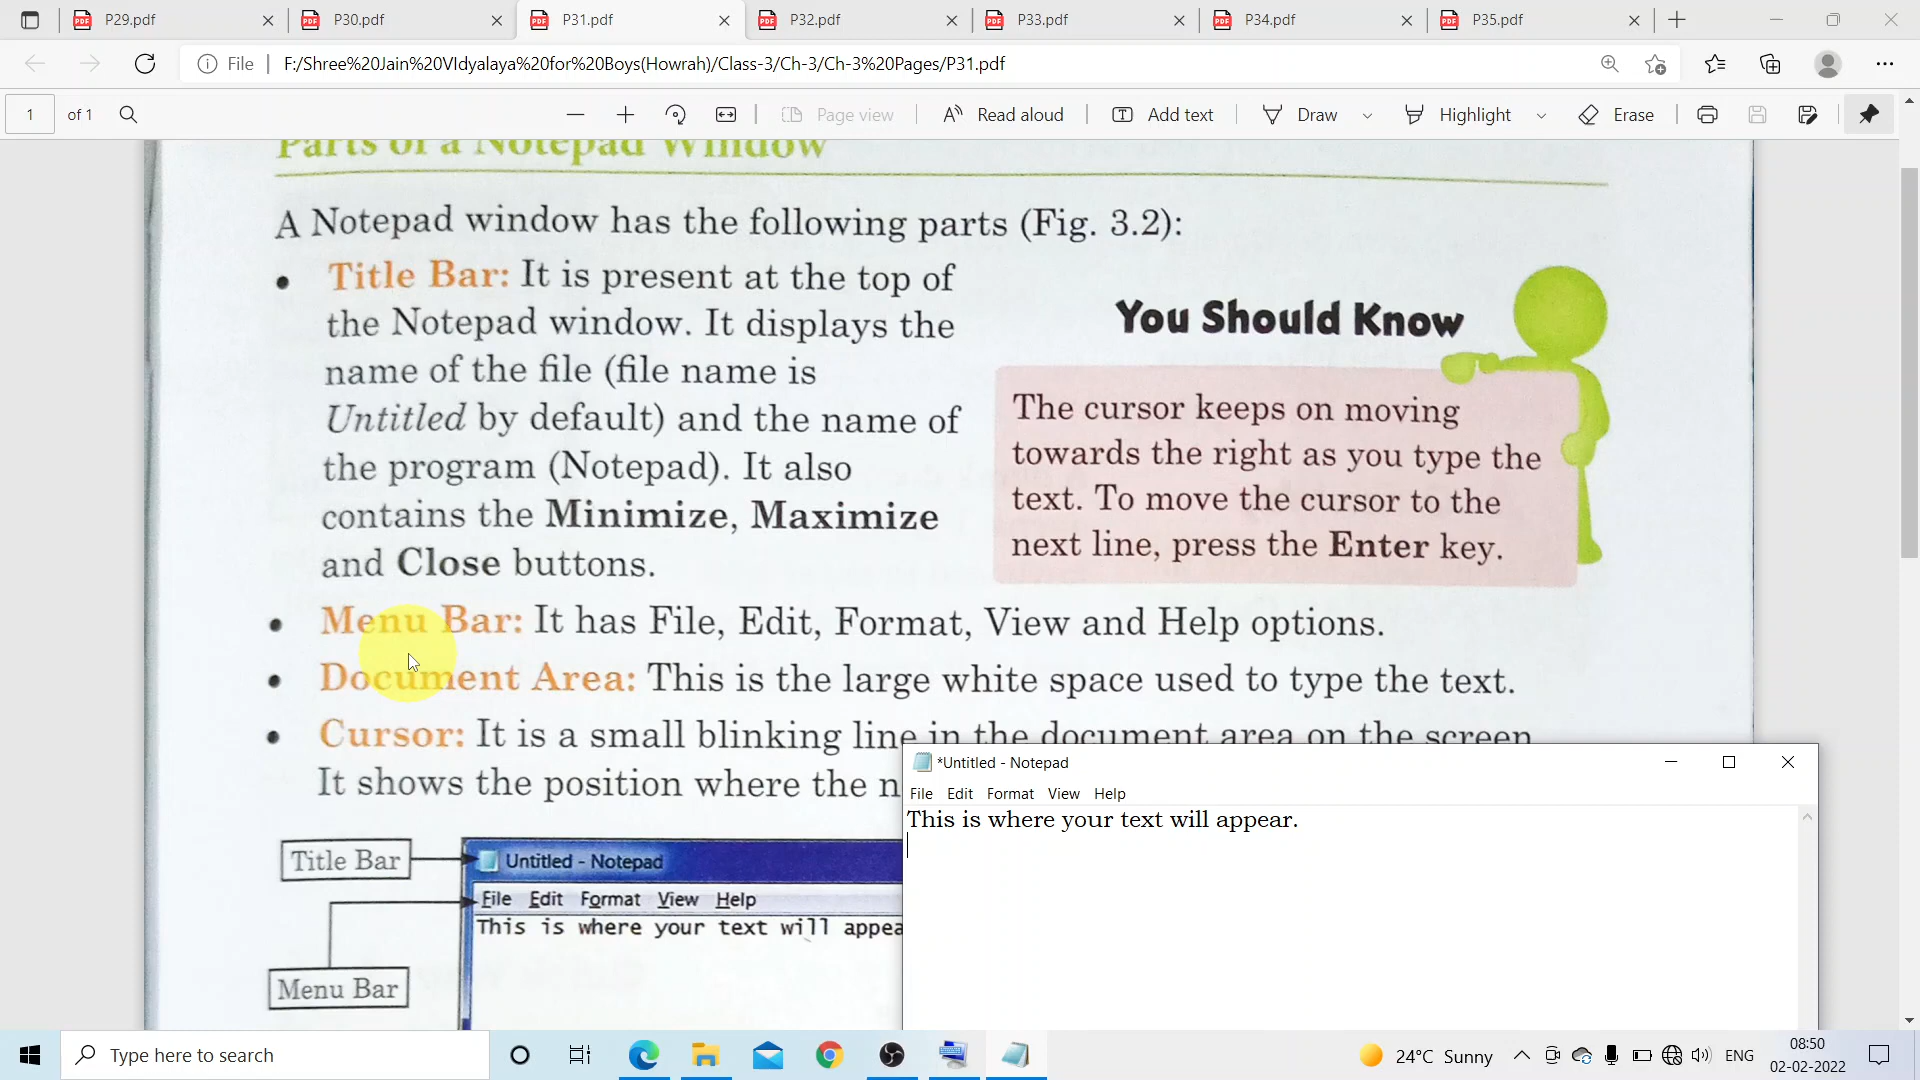 P29.pdf
P30.pdf
P31.pdf
P32.pdf
P33.pdf
P34.pdf
P35.pdf
File
F:/Shree%20Jain%20VIdyalaya%20for%20Boys(Howrah)/Class-3/Ch-3/Ch-3%20Pages/P31.pdf
1 of 1
Page view
Read aloud
Add text
Draw
Highlight
Erase
Parts of a Notepad Window
A Notepad window has the following parts (Fig. 3.2):
• Title Bar: It is present at the top of
the Notepad window. It displays the
name of the file (file name is
Untitled by default) and the name of
the program (Notepad). It also
contains the Minimize, Maximize
and Close buttons.
You Should Know
The cursor keeps on moving
towards the right as you type the
text. To move the cursor to the
next line, press the Enter key.
• Menu Bar: It has File, Edit, Format, View and Help options.
• Document Area: This is the large white space used to type the text.
• Cursor: It is a small blinking line in the document area on the screen
It shows the position where the n
Title Bar
Untitled - Notepad
File Edit Format View Help
This is where your text will appea
Menu Bar
*Untitled - Notepad
File Edit Format View Help
This is where your text will appear.
Type here to search
24°C Sunny
ENG
08:50
02-02-2022